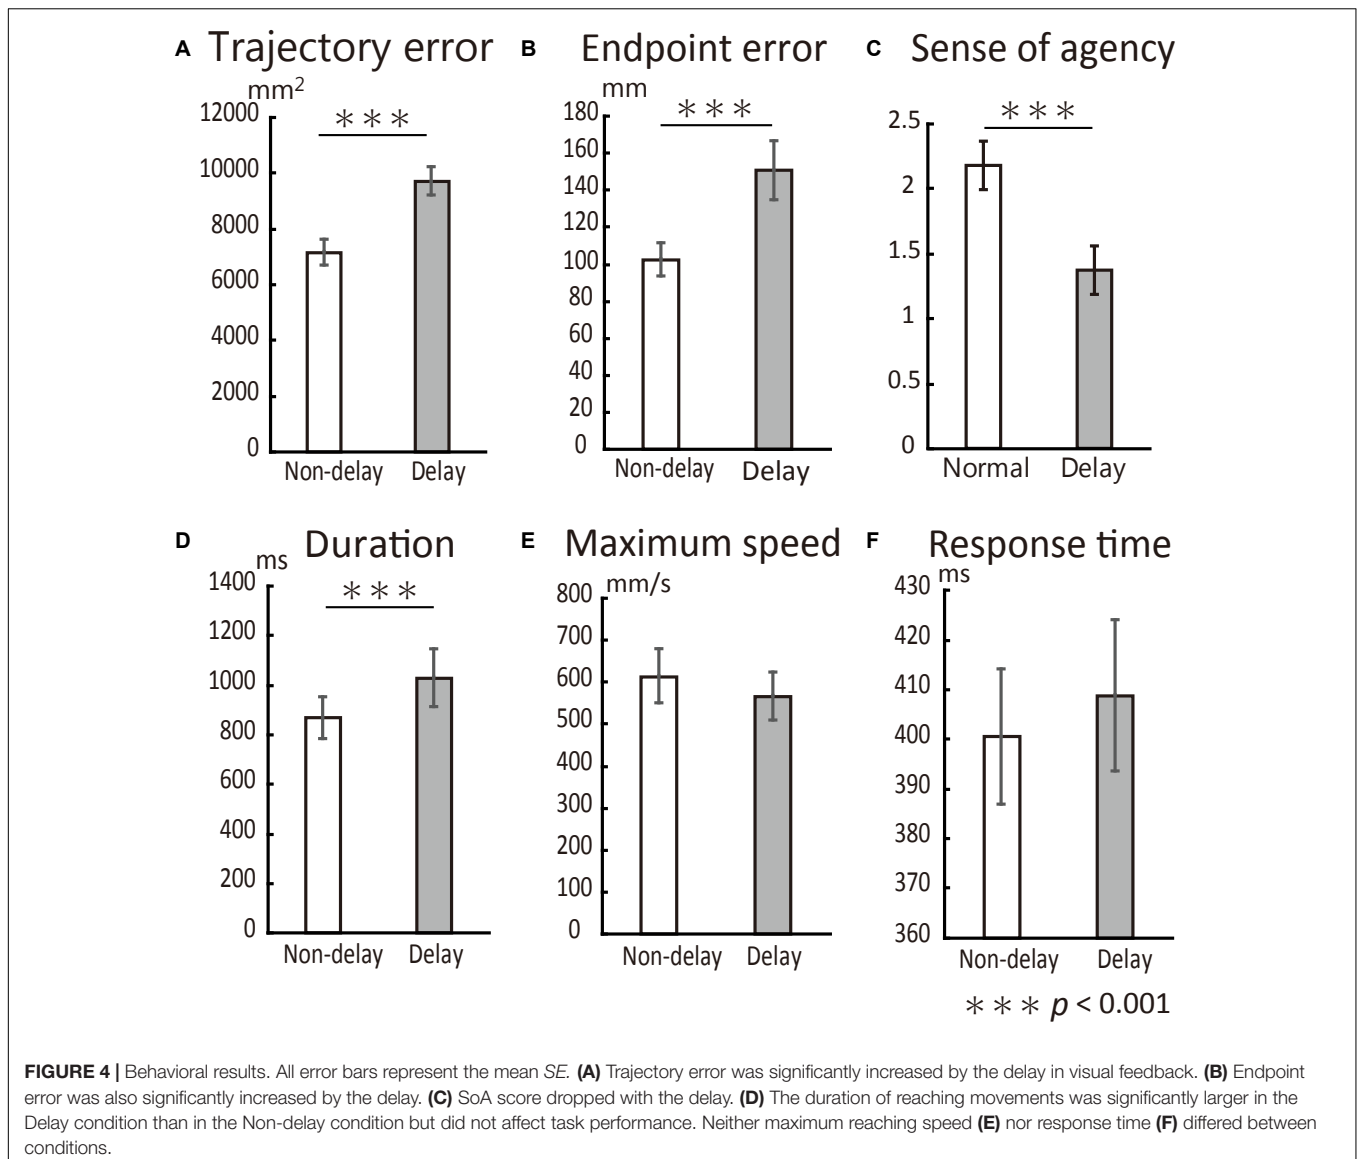 A Trajectory error
mm²
12000
10000
8000
6000
4000
2000
0
∗∗∗
Non-delay Delay
B Endpoint error
mm
180
160
140
120
100
80
60
40
20
0
∗∗∗
Non-delay Delay
C Sense of agency
2.5
2
1.5
1
0.5
0
∗∗∗
Normal Delay
D Duration
ms
1400
1200
1000
800
600
400
200
0
∗∗∗
Non-delay Delay
E Maximum speed
mm/s
800
700
600
500
400
300
200
100
0
Non-delay Delay
F Response time
ms
430
420
410
400
390
380
370
360
Non-delay Delay
∗∗∗ p < 0.001
FIGURE 4 | Behavioral results. All error bars represent the mean SE. (A) Trajectory error was significantly increased by the delay in visual feedback. (B) Endpoint
error was also significantly increased by the delay. (C) SoA score dropped with the delay. (D) The duration of reaching movements was significantly larger in the
Delay condition than in the Non-delay condition but did not affect task performance. Neither maximum reaching speed (E) nor response time (F) differed between
conditions.